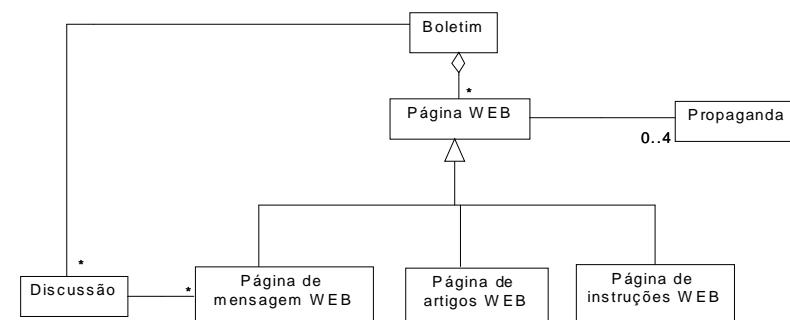 Boletim
*
Página WEB
Propaganda
0..4
*
Discussão
*
Página de
mensagem WEB
Página de
artigos WEB
Página de
instruções WEB